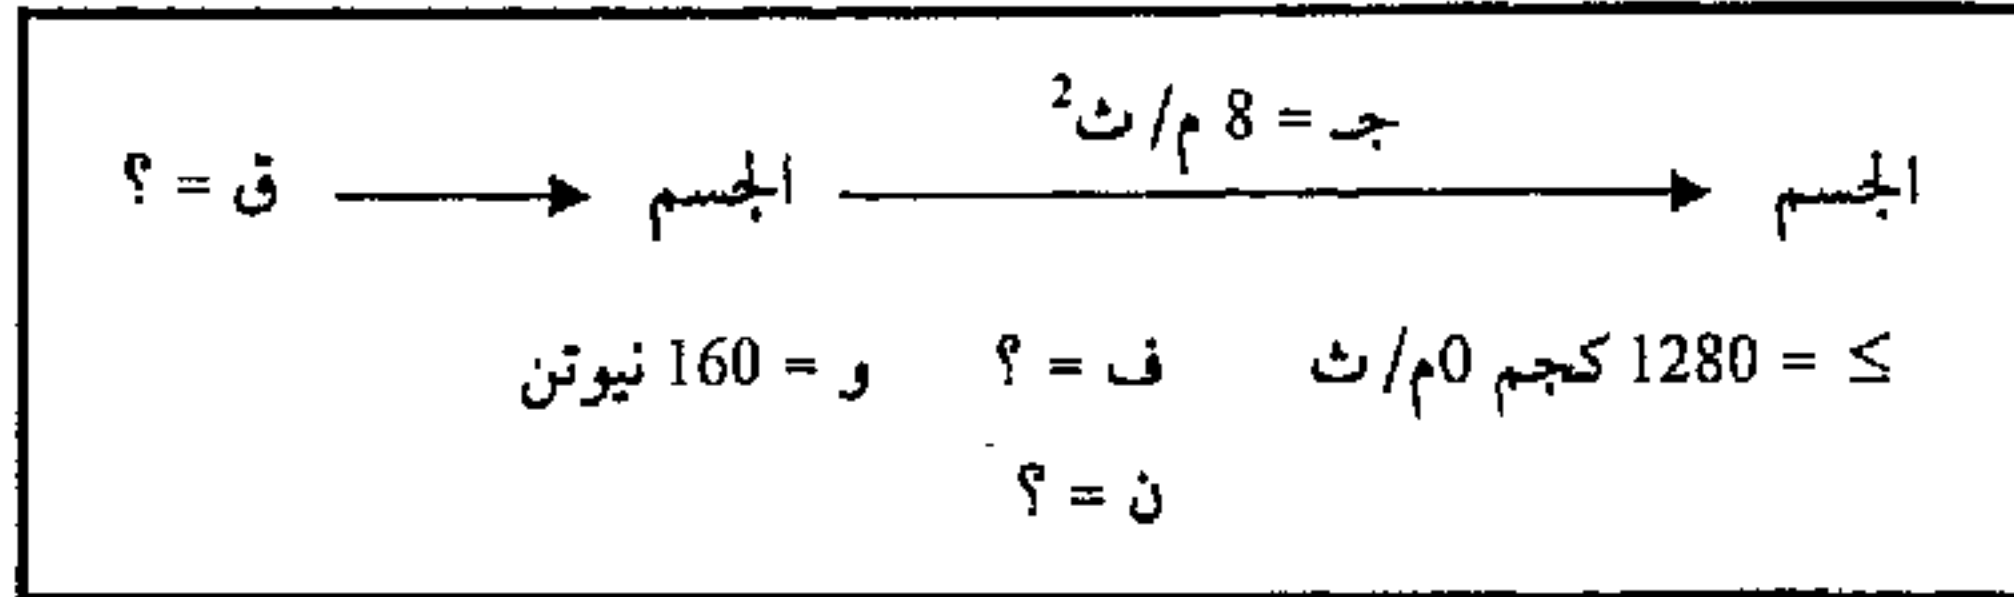 جـ = 8 م/ث²
الجسم الجسم ق = ؟
≥ = 1280 كجم 0م/ث ف = ؟ و = 160 نيوتن
ن = ؟